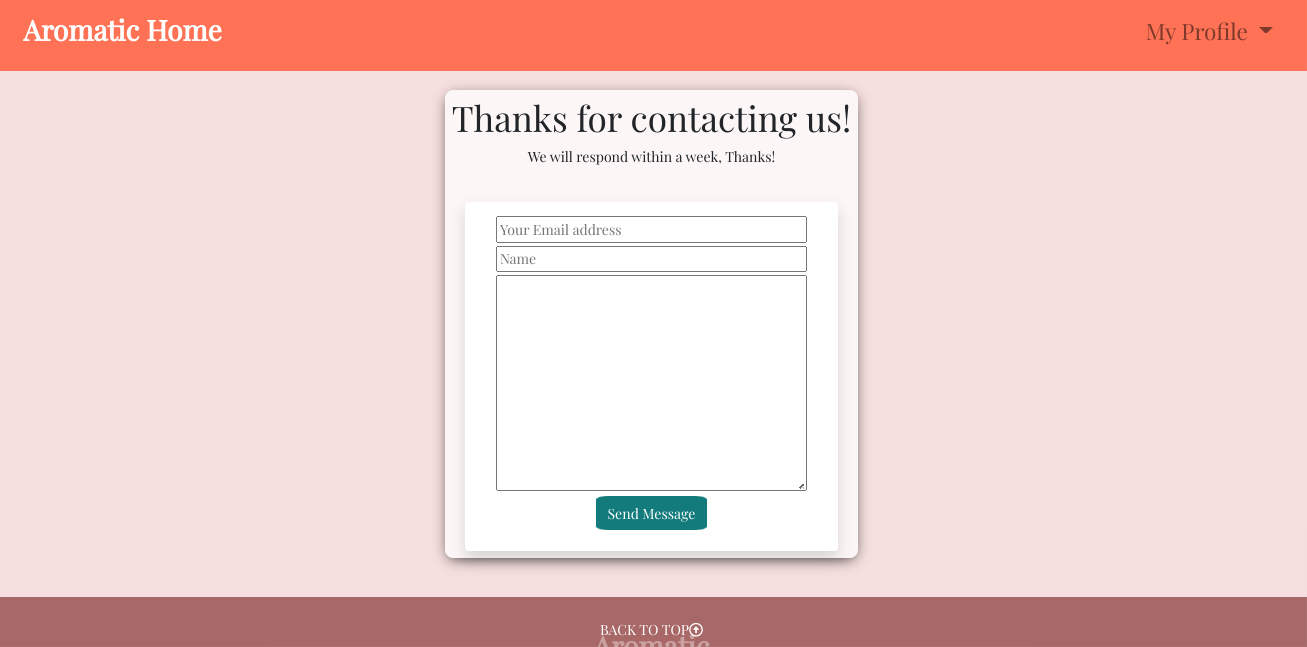 Aromatic Home
My Profile
Thanks for contacting us!
We will respond within a week, Thanks!
Your Email address
Name
Send Message
BACK TO TOP
Aromatic